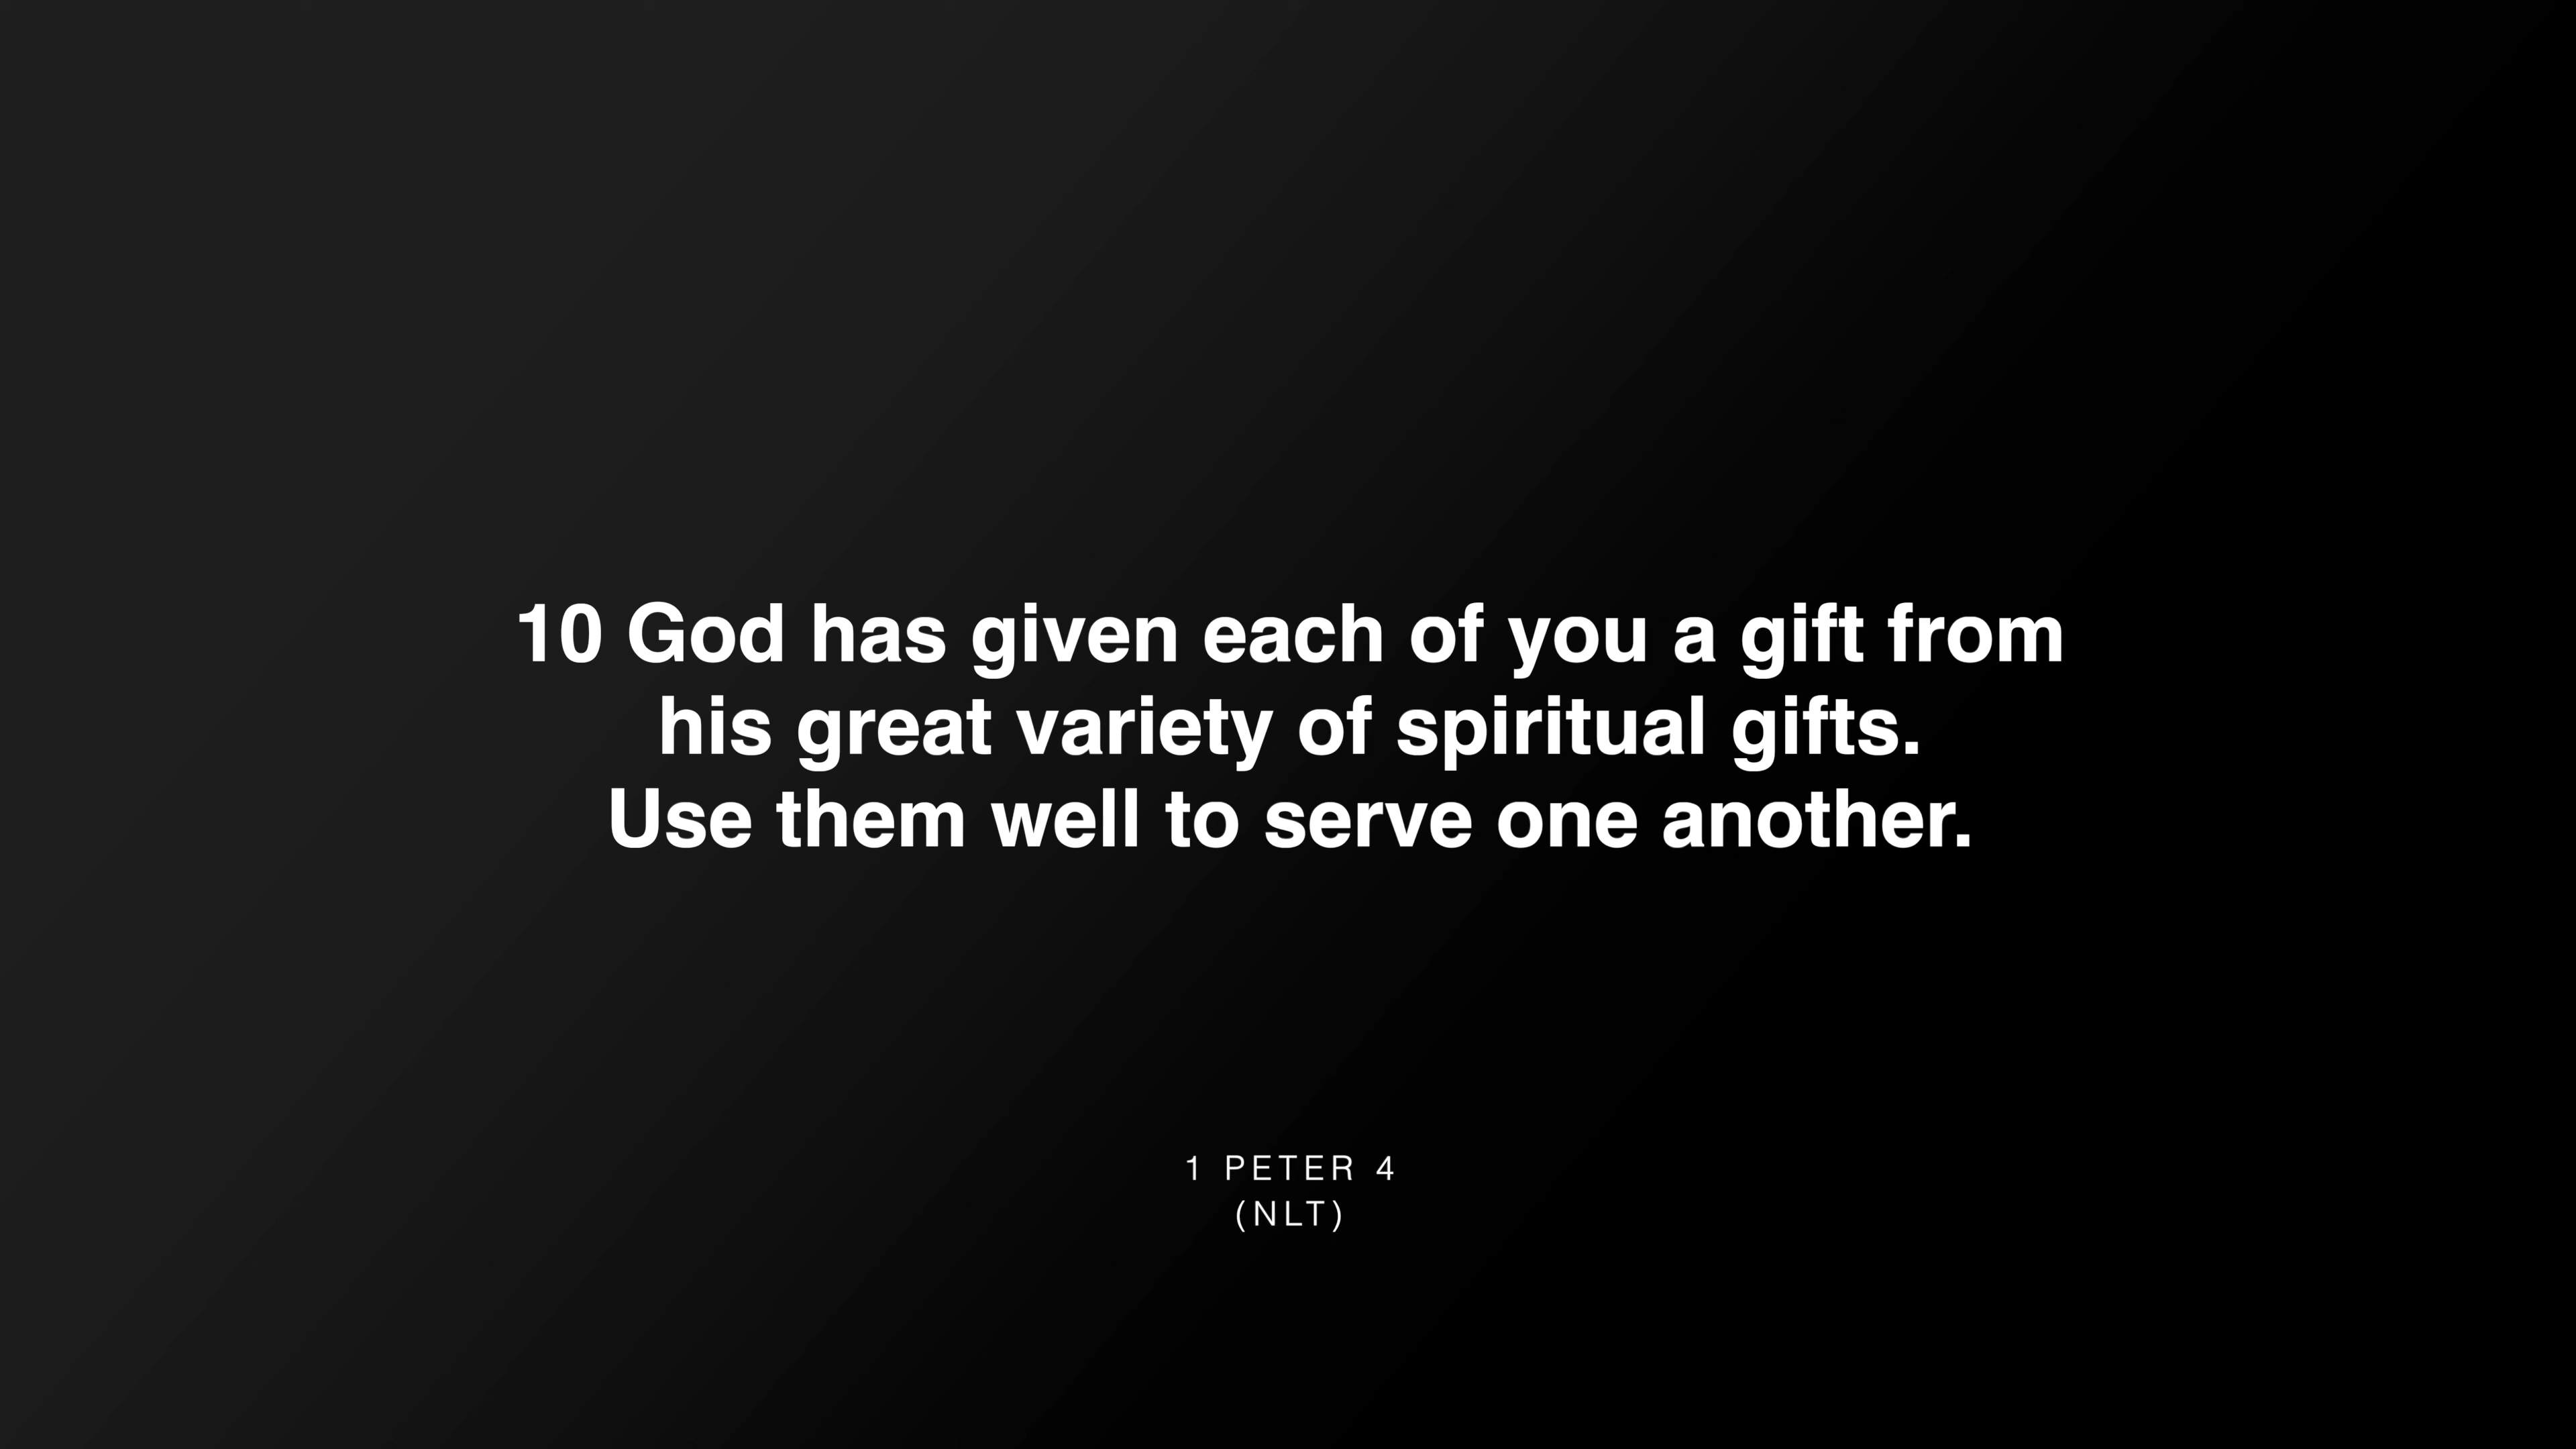 10 God has given each of you a gift from
his great variety of spiritual gifts.
Use them well to serve one another.
1 PETER 4
(NLT)